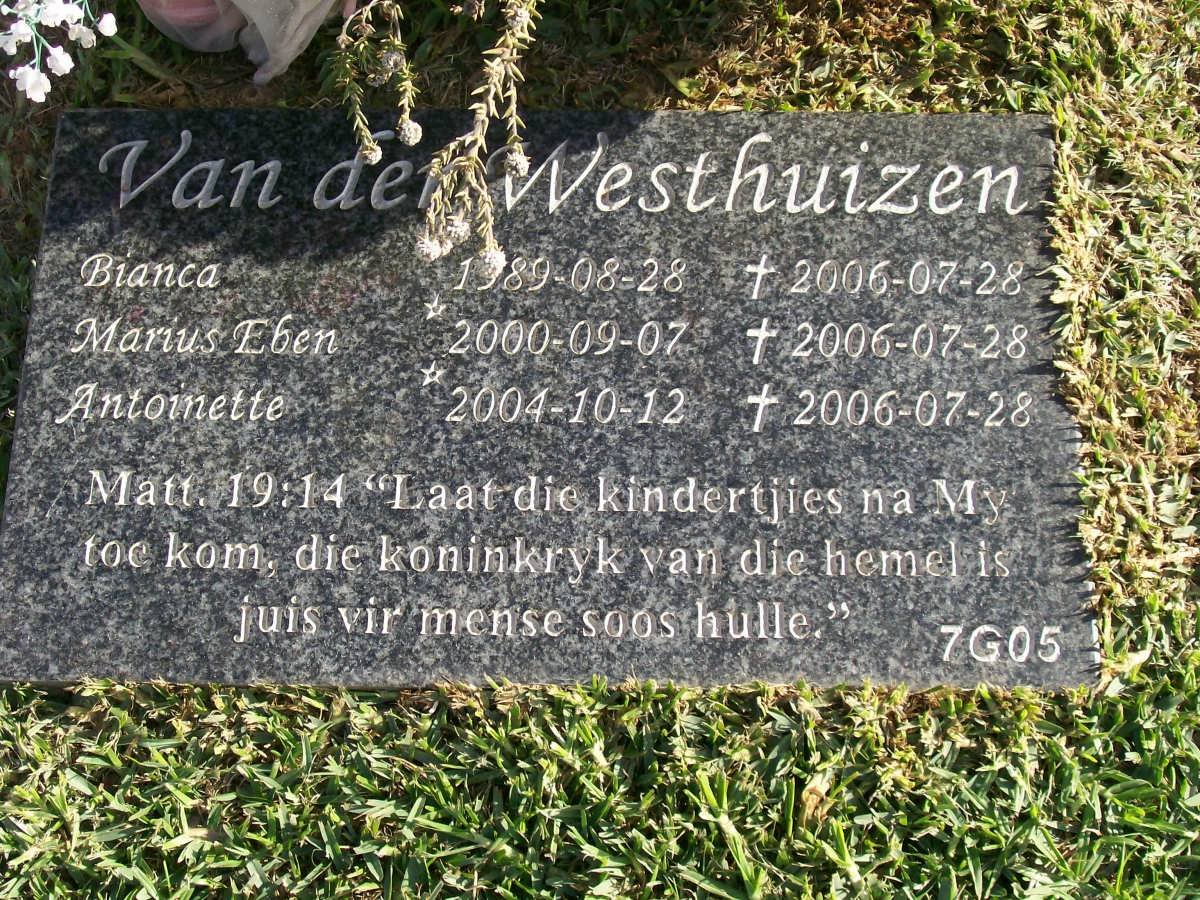 Van der Westhuizen
Bianca 1989-08-28 † 2006-07-28
Marius Eben ☆ 2000-09-07 † 2006-07-28
Antoinette ☆ 2004-10-12 † 2006-07-28
Matt. 19:14 “Laat die kindertjies na My
toe kom, die koninkryk van die hemel is
juis vir mense soos hulle.”
7G05